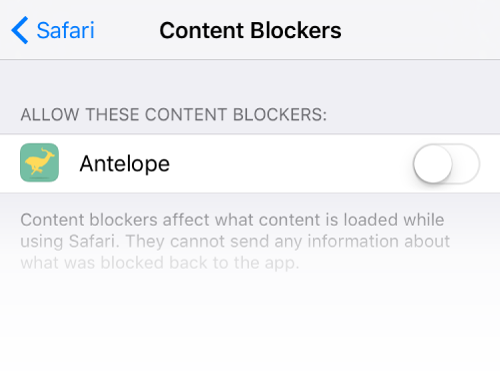 Safari Content Blockers
ALLOW THESE CONTENT BLOCKERS:
Antelope
Content blockers affect what content is loaded while
using Safari. They cannot send any information about
what was blocked back to the app.